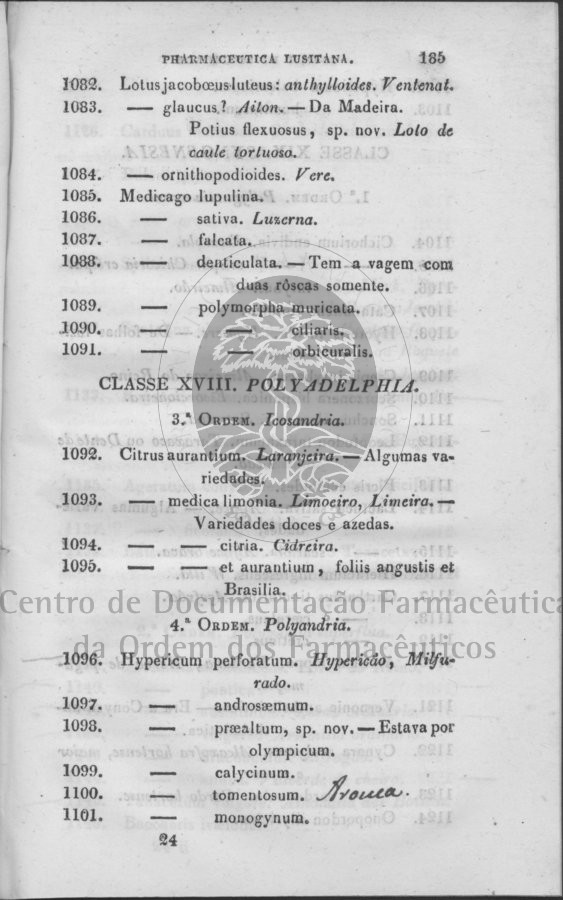 PHARMACEUTICA LUSITANA. 185
1082. Lotus jacobœus luteus: anthylloides. Ventenat.
1083. — glaucus? Aiton. — Da Madeira.
Potius flexuosus, sp. nov. Loto de
caule tortuoso.
1084. — ornithopodioides. Vere.
1085. Medicago lupulina.
1086. — sativa. Luzerna.
1087. — falcata.
1088. — denticulata. — Tem a vagem com
duas rôscas somente.
1089. — polymorpha muricata.
1090. — — ciliaris.
1091. — — orbicuralis.
CLASSE XVIII. POLYADELPHIA.
3.ª ORDEM. Icosandria.
1092. Citrus aurantium. Laranjeira. — Algumas va-
riedades.
1093. — medica limonia. Limoeiro, Limeira. —
Variedades doces e azedas.
1094. — — citria. Cidreira.
1095. — — et aurantium, foliis angustis et
Brasilia.
Centro de Documentação Farmacêutica
4.ª ORDEM. Polyandria.
da Ordem dos Farmacêuticos
1096. Hypericum perforatum. Hypericão, Milfu-
rado.
1097. — androsæmum.
1098. — præaltum, sp. nov. — Estava por
olympicum.
1099. — calycinum.
1100. — tomentosum. Arouca.
1101. — monogynum.
24